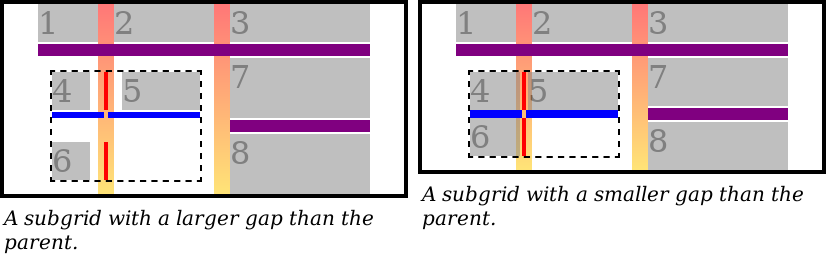 1 2 3
4 5 7
6 8
A subgrid with a larger gap than the
parent.
1 2 3
4 5 7
6 8
A subgrid with a smaller gap than the
parent.